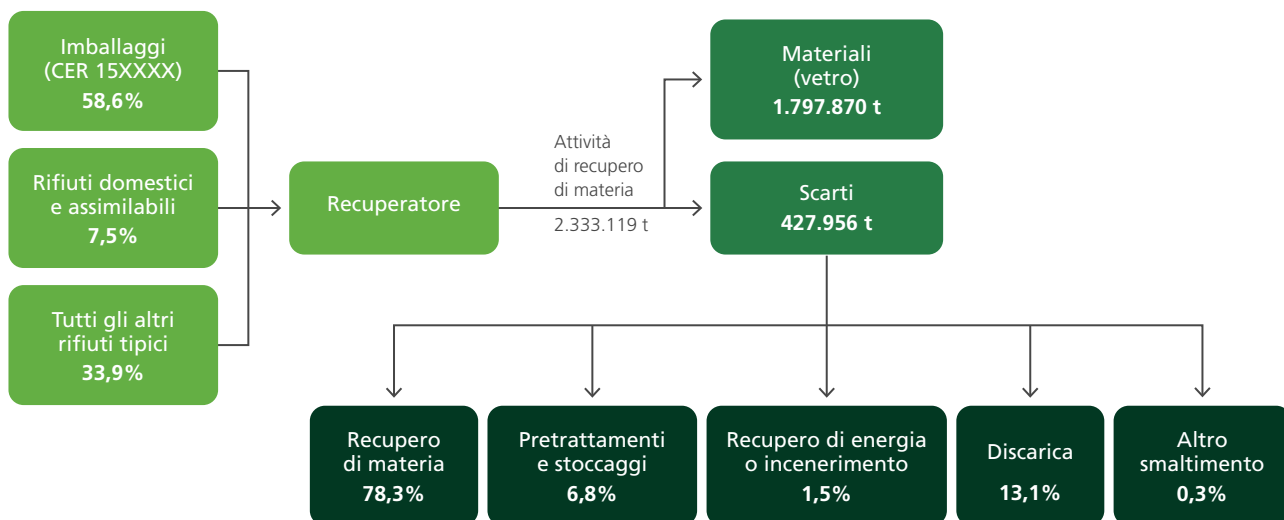 Imballaggi
(CER 15XXXX)
58,6%
Rifiuti domestici
e assimilabili
7,5%
Tutti gli altri
rifiuti tipici
33,9%
Recuperatore
Attività
di recupero
di materia
2.333.119 t
Materiali
(vetro)
1.797.870 t
Scarti
427.956 t
Recupero
di materia
78,3%
Pretrattamenti
e stoccaggi
6,8%
Recupero di energia
o incenerimento
1,5%
Discarica
13,1%
Altro
smaltimento
0,3%